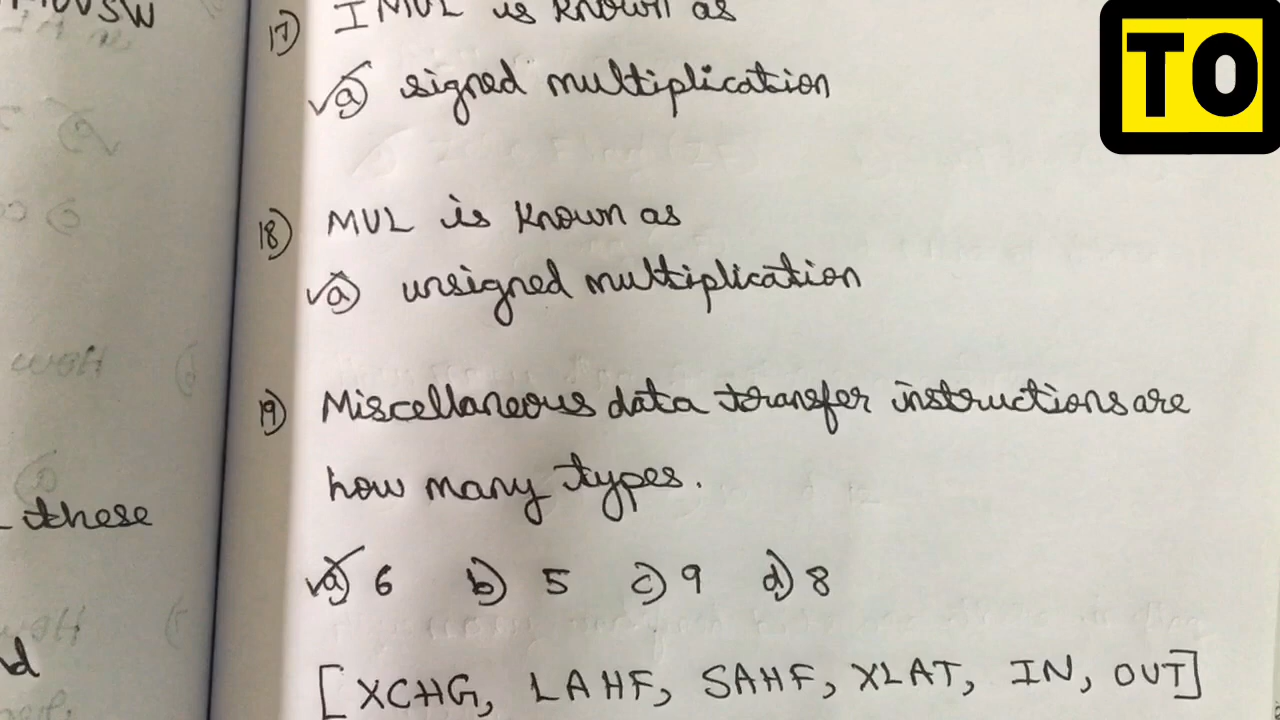 17) IMUL is known as
a) signed multiplication
18) MUL is known as
a) unsigned multiplication
19) Miscellaneous data transfer instructions are
how many types.
a) 6 b) 5 c) 9 d) 8
[XCHG, LAHF, SAHF, XLAT, IN, OUT]
these
TO